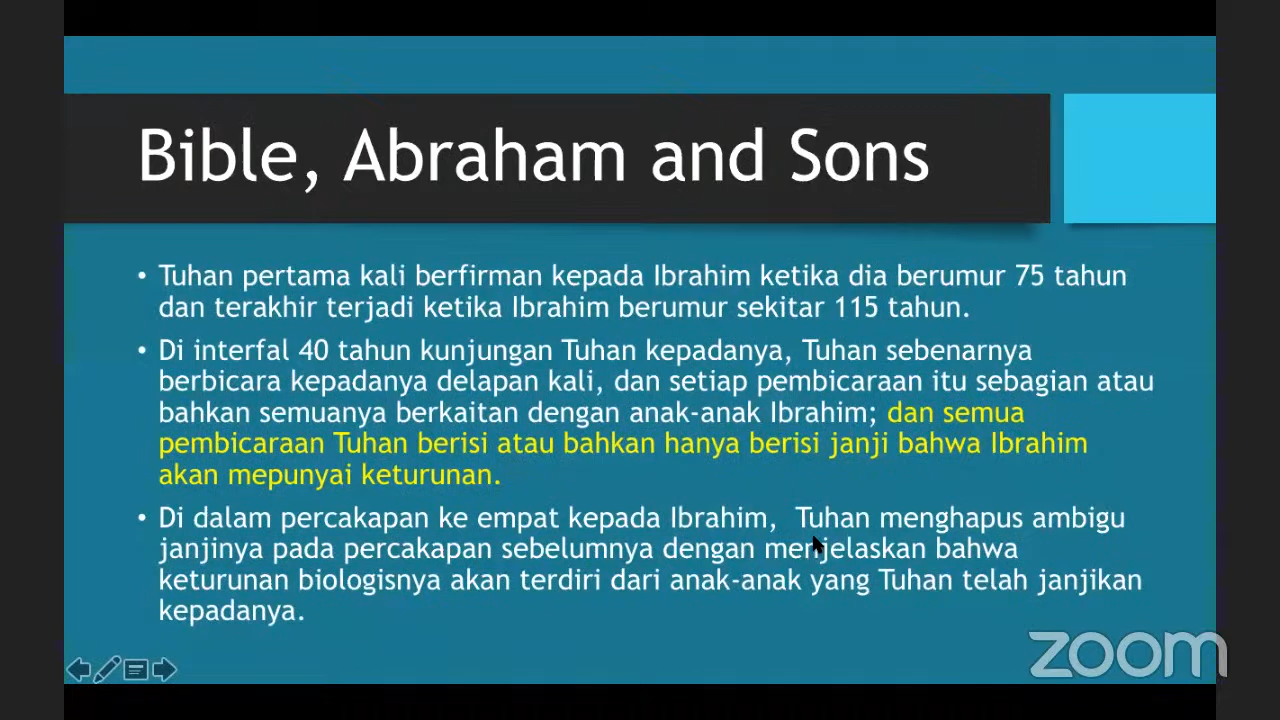 Bible, Abraham and Sons
• Tuhan pertama kali berfirman kepada Ibrahim ketika dia berumur 75 tahun
dan terakhir terjadi ketika Ibrahim berumur sekitar 115 tahun.
• Di interfal 40 tahun kunjungan Tuhan kepadanya, Tuhan sebenarnya
berbicara kepadanya delapan kali, dan setiap pembicaraan itu sebagian atau
bahkan semuanya berkaitan dengan anak-anak Ibrahim; dan semua
pembicaraan Tuhan berisi atau bahkan hanya berisi janji bahwa Ibrahim
akan mepunyai keturunan.
• Di dalam percakapan ke empat kepada Ibrahim, Tuhan menghapus ambigu
janjinya pada percakapan sebelumnya dengan menjelaskan bahwa
keturunan biologisnya akan terdiri dari anak-anak yang Tuhan telah janjikan
kepadanya.
zoom